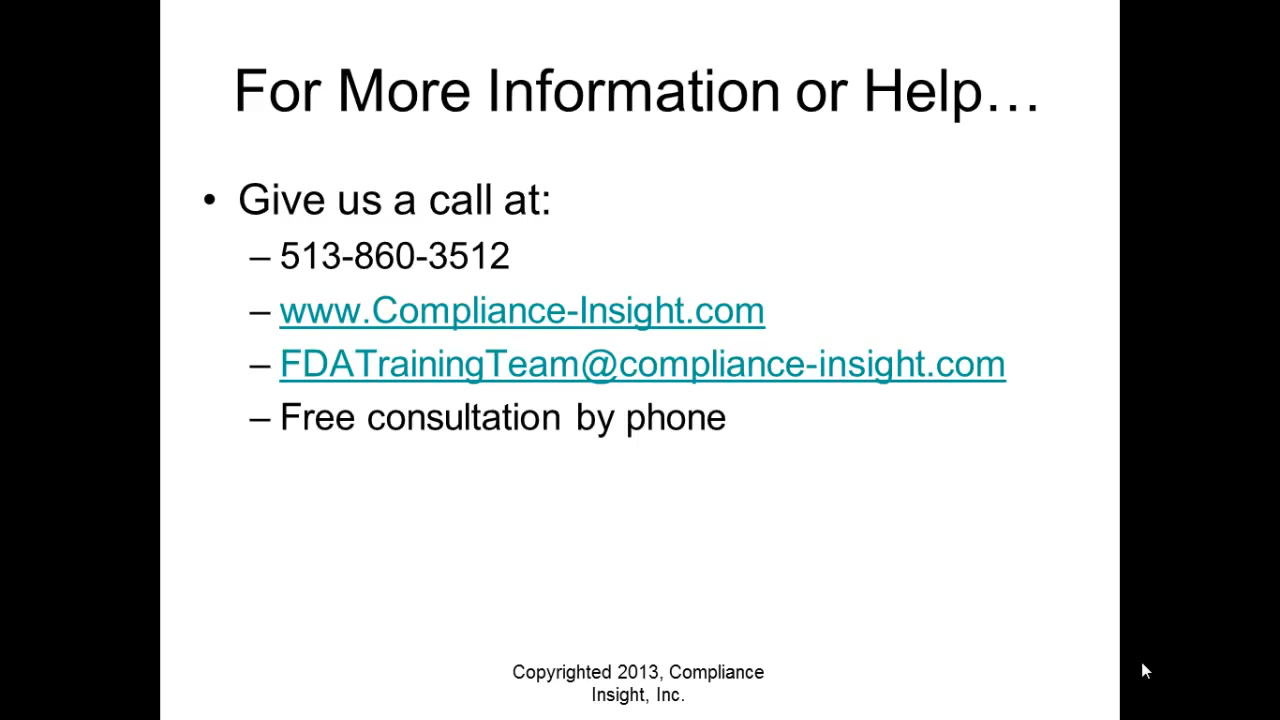 For More Information or Help…
• Give us a call at:
– 513-860-3512
– www.Compliance-Insight.com
– FDATrainingTeam@compliance-insight.com
– Free consultation by phone
Copyrighted 2013, Compliance
Insight, Inc.